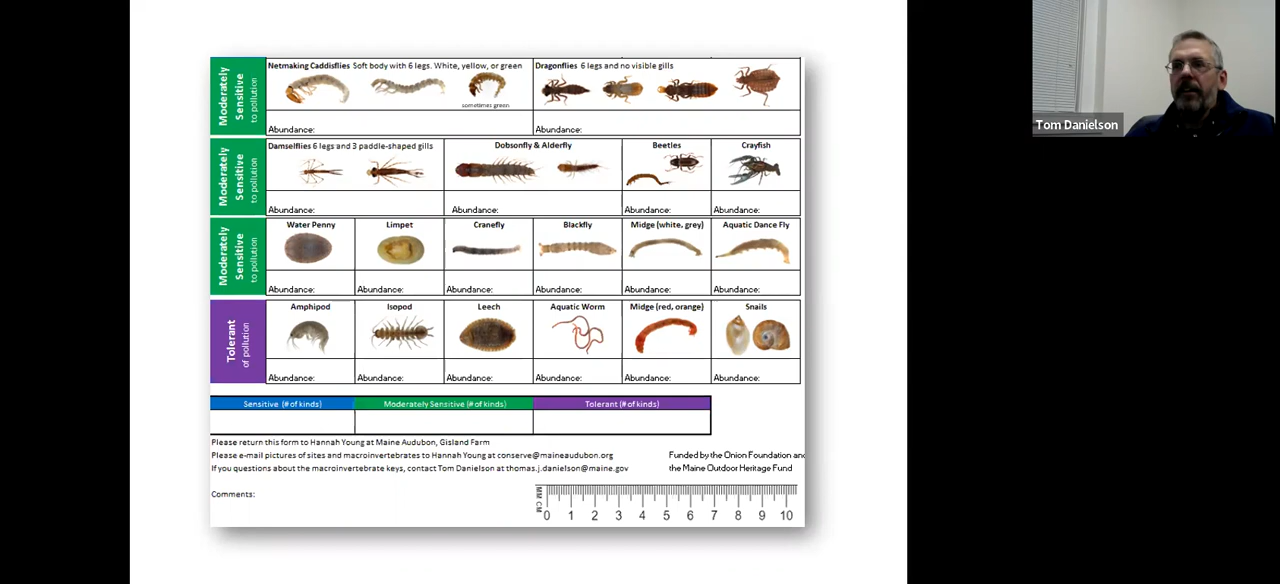 Moderately
Sensitive
to pollution
Netmaking Caddisflies Soft body with 6 legs. White, yellow, or green
Dragonflies 6 legs and no visible gills
sometimes green
Abundance:
Abundance:
Moderately
Sensitive
to pollution
Damselflies 6 legs and 3 paddle-shaped gills
Dobsonfly & Alderfly
Beetles
Crayfish
Abundance:
Abundance:
Abundance:
Abundance:
Moderately
Sensitive
to pollution
Water Penny
Limpet
Cranefly
Blackfly
Midge (white, grey)
Aquatic Dance Fly
Abundance:
Abundance:
Abundance:
Abundance:
Abundance:
Abundance:
Tolerant
of pollution
Amphipod
Isopod
Leech
Aquatic Worm
Midge (red, orange)
Snails
Abundance:
Abundance:
Abundance:
Abundance:
Abundance:
Abundance:
Sensitive (# of kinds)
Moderately Sensitive (# of kinds)
Tolerant (# of kinds)
Please return this form to Hannah Young at Maine Audubon, Gisland Farm
Please e-mail pictures of sites and macroinvertebrates to Hannah Young at conserve@maineaudubon.org
If you questions about the macroinvertebrate keys, contact Tom Danielson at thomas.j.danielson@maine.gov
Funded by the Onion Foundation and
the Maine Outdoor Heritage Fund
Comments:
MM
CM
0 1 2 3 4 5 6 7 8 9 10
Tom Danielson